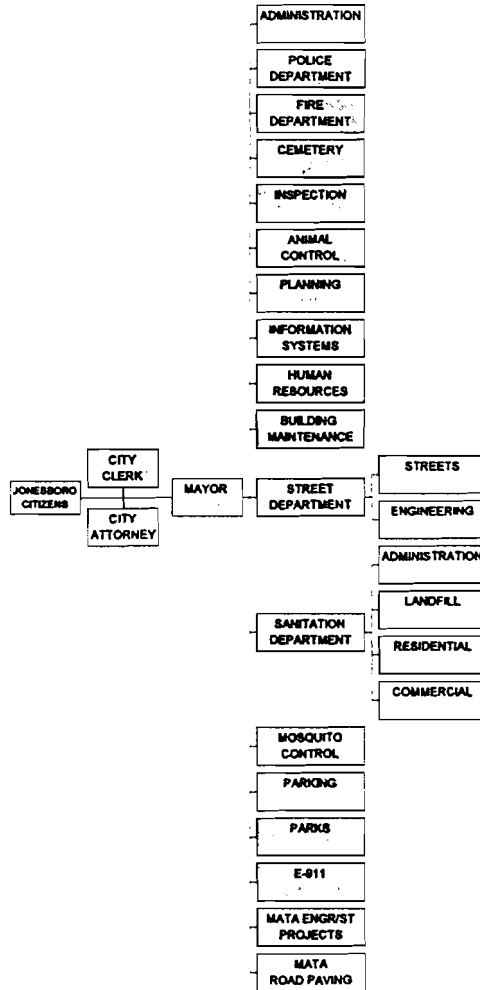 ADMINISTRATION
POLICE
DEPARTMENT
FIRE
DEPARTMENT
CEMETERY
INSPECTION
ANIMAL
CONTROL
PLANNING
INFORMATION
SYSTEMS
HUMAN
RESOURCES
BUILDING
MAINTENANCE
JONESBORO
CITIZENS
CITY
CLERK
CITY
ATTORNEY
MAYOR
STREET
DEPARTMENT
STREETS
ENGINEERING
SANITATION
DEPARTMENT
ADMINISTRATION
LANDFILL
RESIDENTIAL
COMMERCIAL
MOSQUITO
CONTROL
PARKING
PARKS
E-911
MATA ENGR/ST
PROJECTS
MATA
ROAD PAVING